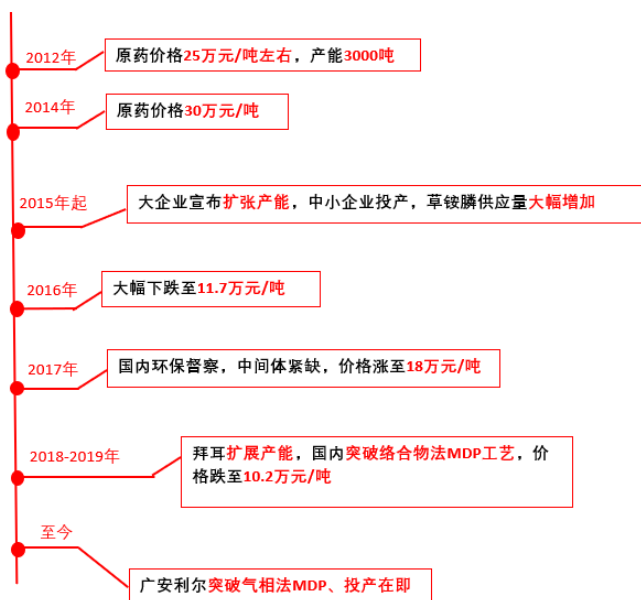 2012年
原药价格25万元/吨左右，产能3000吨
2014年
原药价格30万元/吨
2015年起
大企业宣布扩张产能，中小企业投产，草铵膦供应量大幅增加
2016年
大幅下跌至11.7万元/吨
2017年
国内环保督察，中间体紧缺，价格涨至18万元/吨
2018-2019年
拜耳扩展产能，国内突破络合物法MDP工艺，价
格跌至10.2万元/吨
至今
广安利尔突破气相法MDP、投产在即